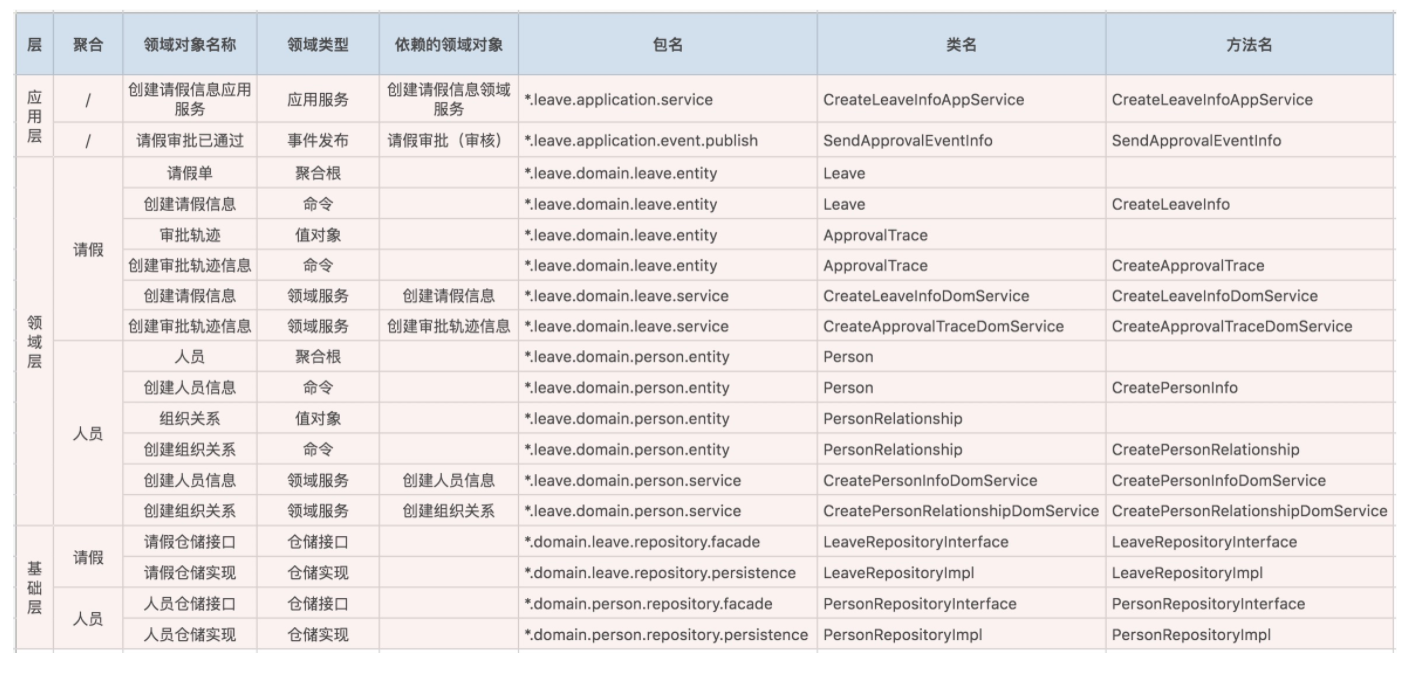 层 聚合 领域对象名称 领域类型 依赖的领域对象 包名 类名 方法名
应用层 / 创建请假信息应用服务 应用服务 创建请假信息领域服务 *.leave.application.service CreateLeaveInfoAppService CreateLeaveInfoAppService
/ 请假审批已通过 事件发布 请假审批（审核） *.leave.application.event.publish SendApprovalEventInfo SendApprovalEventInfo
领域层 请假 请假单 聚合根 *.leave.domain.leave.entity Leave
创建请假信息 命令 *.leave.domain.leave.entity Leave CreateLeaveInfo
审批轨迹 值对象 *.leave.domain.leave.entity ApprovalTrace
创建审批轨迹信息 命令 *.leave.domain.leave.entity ApprovalTrace CreateApprovalTrace
创建请假信息 领域服务 创建请假信息 *.leave.domain.leave.service CreateLeaveInfoDomService CreateLeaveInfoDomService
创建审批轨迹信息 领域服务 创建审批轨迹信息 *.leave.domain.leave.service CreateApprovalTraceDomService CreateApprovalTraceDomService
人员 人员 聚合根 *.leave.domain.person.entity Person
创建人员信息 命令 *.leave.domain.person.entity Person CreatePersonInfo
组织关系 值对象 *.leave.domain.person.entity PersonRelationship
创建组织关系 命令 *.leave.domain.person.entity PersonRelationship CreatePersonRelationship
创建人员信息 领域服务 创建人员信息 *.leave.domain.person.service CreatePersonInfoDomService CreatePersonInfoDomService
创建组织关系 领域服务 创建组织关系 *.leave.domain.person.service CreatePersonRelationshipDomService CreatePersonRelationshipDomService
基础层 请假 请假仓储接口 仓储接口 *.domain.leave.repository.facade LeaveRepositoryInterface LeaveRepositoryInterface
请假仓储实现 仓储实现 *.domain.leave.repository.persistence LeaveRepositoryImpl LeaveRepositoryImpl
人员 人员仓储接口 仓储接口 *.domain.person.repository.facade PersonRepositoryInterface PersonRepositoryInterface
人员仓储实现 仓储实现 *.domain.person.repository.persistence PersonRepositoryImpl PersonRepositoryImpl